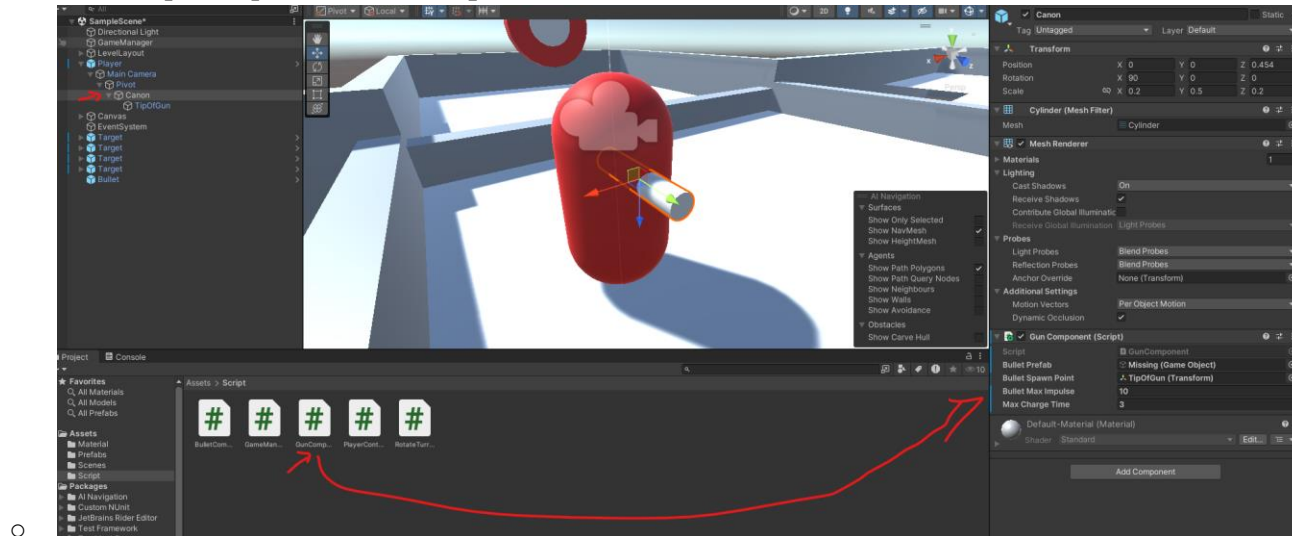 All
SampleScene*
Directional Light
GameManager
LevelLayout
Player
Main Camera
Pivot
Canon
TipOfGun
Canvas
EventSystem
Target
Target
Target
Target
Bullet
Pivot
Local
2D
x
z
Persp
AI Navigation
Surfaces
Show Only Selected
Show NavMesh
Show HeightMesh
Agents
Show Path Polygons
Show Path Query Nodes
Show Neighbours
Show Walls
Show Avoidance
Obstacles
Show Carve Hull
Canon
Static
Tag Untagged Layer Default
Transform
Position X 0 Y 0 Z 0.454
Rotation X 90 Y 0 Z 0
Scale X 0.2 Y 0.5 Z 0.2
Cylinder (Mesh Filter)
Mesh Cylinder
Mesh Renderer
Materials 1
Lighting
Cast Shadows On
Receive Shadows
Contribute Global Illuminatic
Receive Global Illumination Light Probes
Probes
Light Probes Blend Probes
Reflection Probes Blend Probes
Anchor Override None (Transform)
Additional Settings
Motion Vectors Per Object Motion
Dynamic Occlusion
Gun Component (Script)
Script GunComponent
Bullet Prefab Missing (Game Object)
Bullet Spawn Point TipOfGun (Transform)
Bullet Max Impulse 10
Max Charge Time 3
Default-Material (Material)
Shader Standard Edit...
Add Component
Project Console
10
Favorites
All Materials
All Models
All Prefabs
Assets
Material
Prefabs
Scenes
Script
Packages
AI Navigation
Custom NUnit
JetBrains Rider Editor
Test Framework
Assets > Script
BulletCom...
GameMan...
GunComp...
PlayerCont...
RotateTurr...